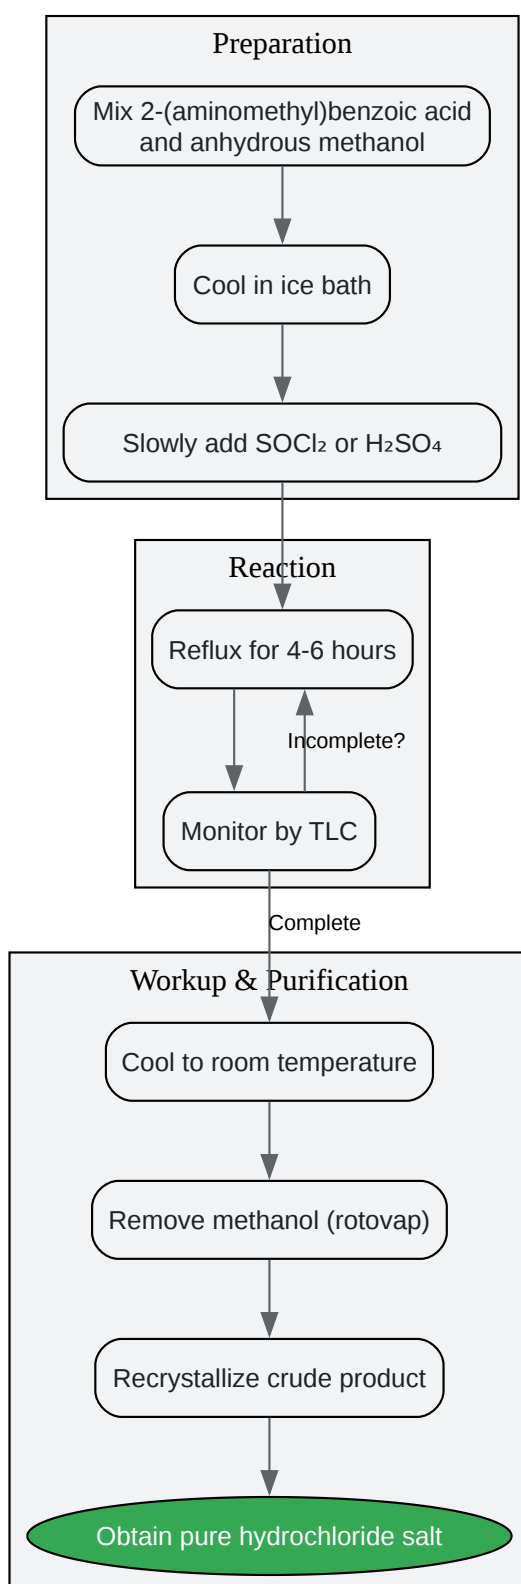 Preparation
Mix 2-(aminomethyl)benzoic acid
and anhydrous methanol
Cool in ice bath
Slowly add SOCl₂ or H₂SO₄
Reaction
Reflux for 4-6 hours
Incomplete?
Monitor by TLC
Complete
Workup & Purification
Cool to room temperature
Remove methanol (rotovap)
Recrystallize crude product
Obtain pure hydrochloride salt